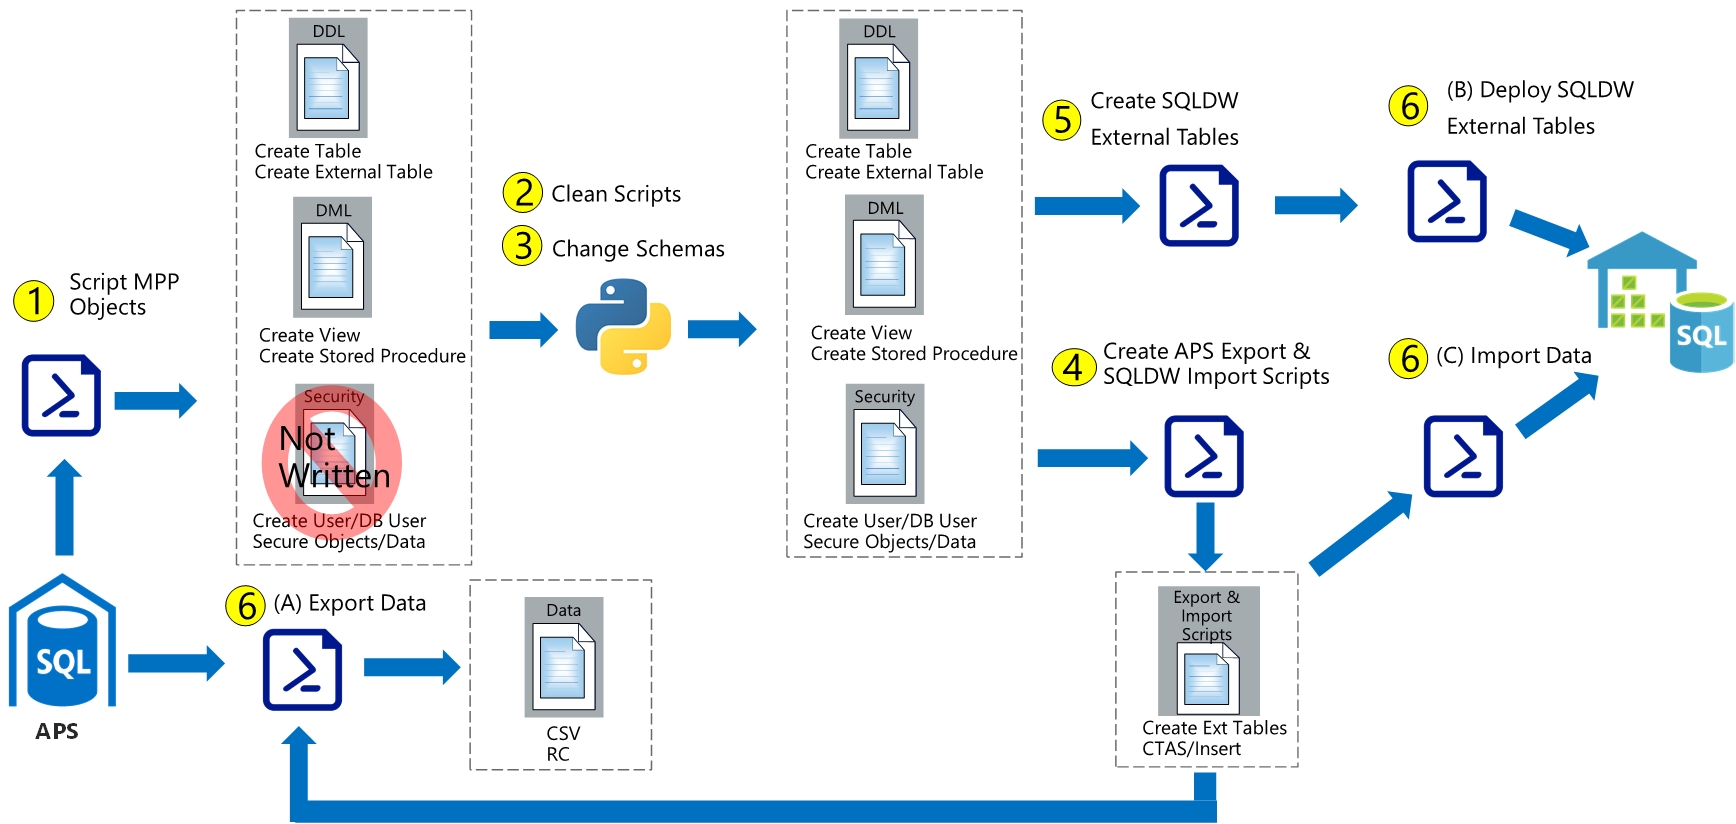 1
Script MPP
Objects
SQL
APS
DDL
Create Table
Create External Table
DML
Create View
Create Stored Procedure
Security
Not
Written
Create User/DB User
Secure Objects/Data
2
Clean Scripts
3
Change Schemas
DDL
Create Table
Create External Table
DML
Create View
Create Stored Procedure
Security
Create User/DB User
Secure Objects/Data
5
Create SQLDW
External Tables
6
(B) Deploy SQLDW
External Tables
SQL
4
Create APS Export &
SQLDW Import Scripts
6
(C) Import Data
Export &
Import
Scripts
Create Ext Tables
CTAS/Insert
6
(A) Export Data
Data
CSV
RC